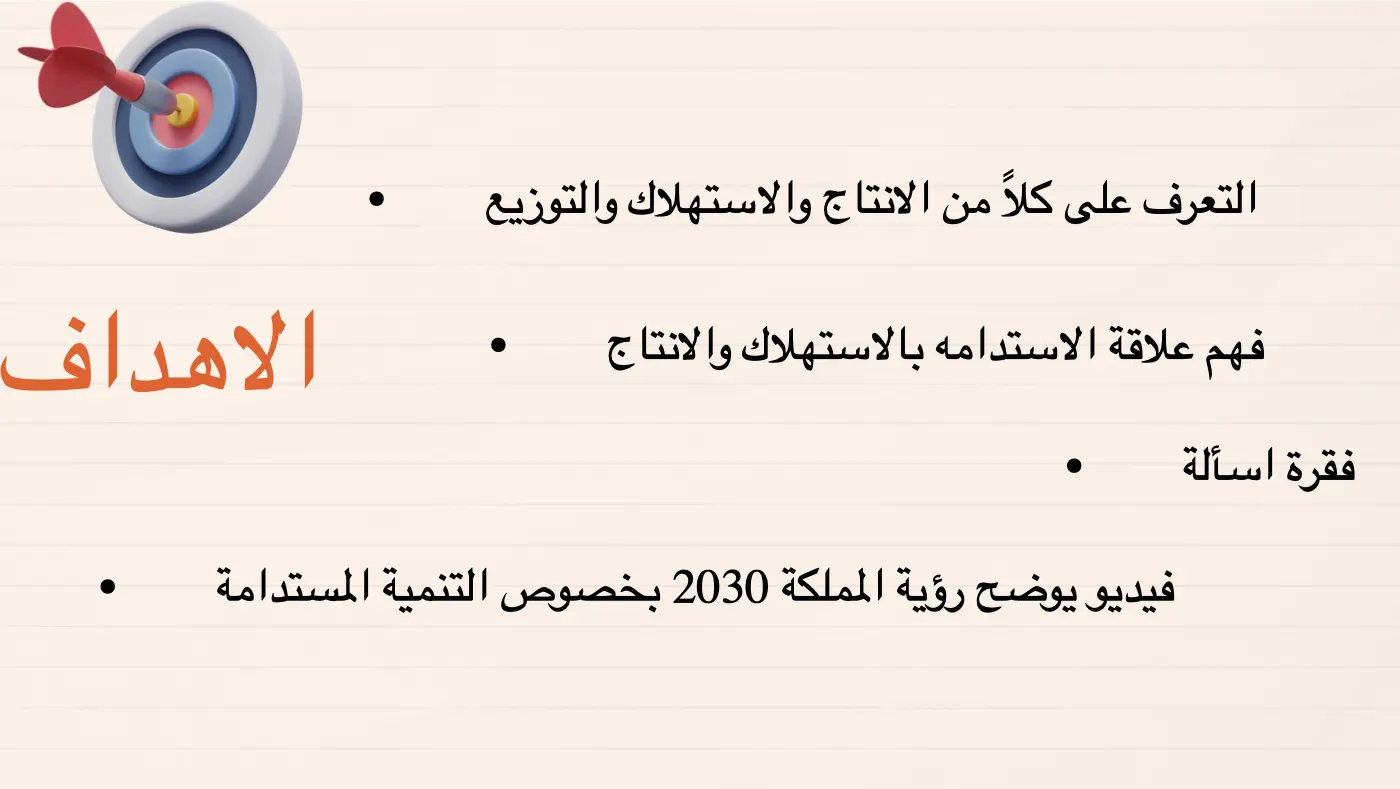 التعرف على كلاً من الانتاج والاستهلاك والتوزيع •
الاهداف
فهم علاقة الاستدامه بالاستهلاك والانتاج •
فقرة اسألة •
فيديو يوضح رؤية المملكة 2030 بخصوص التنمية المستدامة •